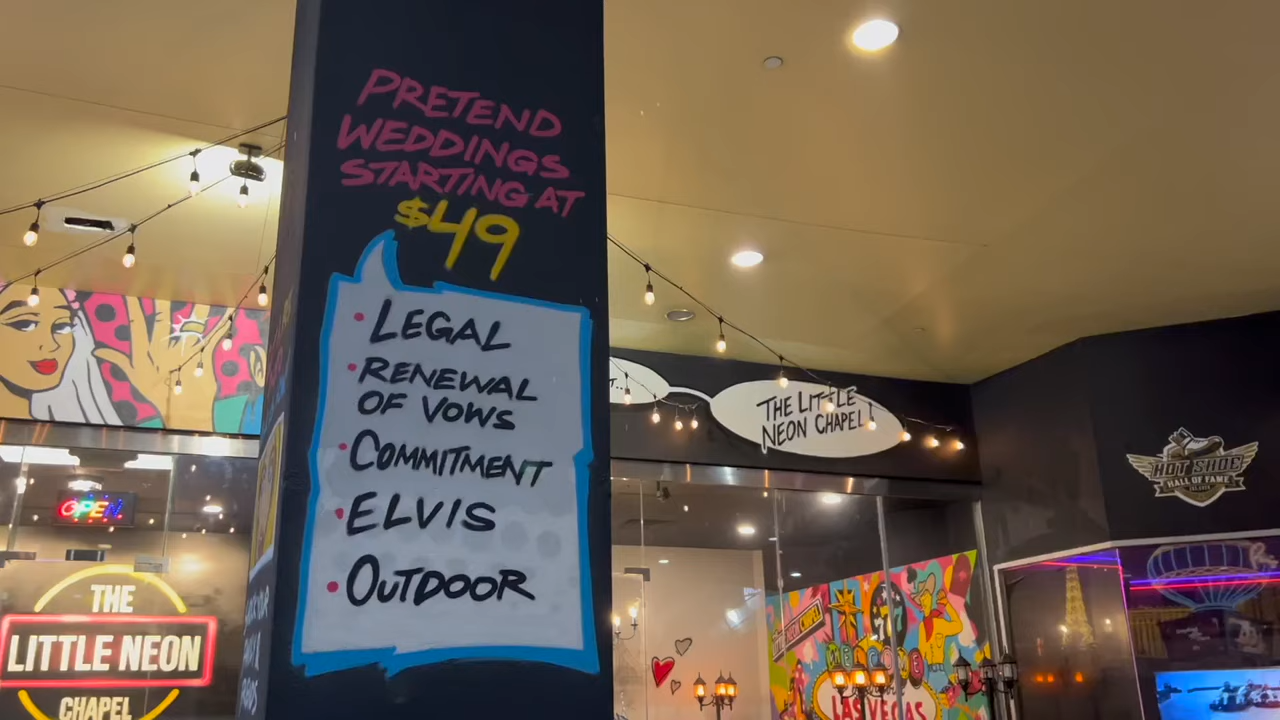 PRETEND
WEDDINGS
STARTING AT
$49
• LEGAL
• RENEWAL
OF VOWS
• COMMITMENT
• ELVIS
• OUTDOOR
OPEN
THE
LITTLE NEON
CHAPEL
THE LITTLE
NEON CHAPEL
HOT SHOE
HALL OF FAME
WELCOME
LAS VEGAS